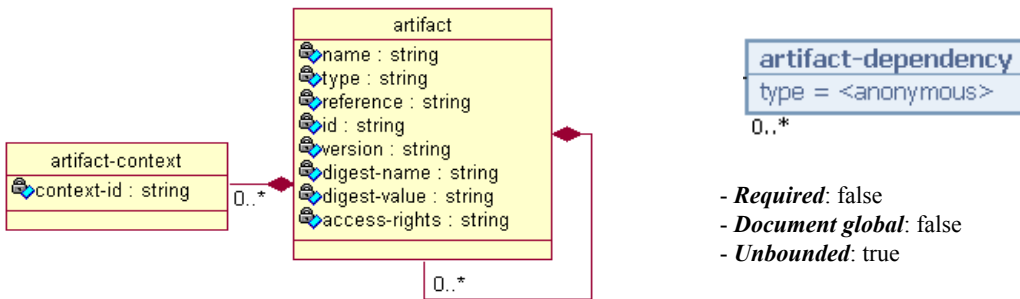 artifact
name : string
type : string
reference : string
id : string
version : string
digest-name : string
digest-value : string
access-rights : string
artifact-context
context-id : string
0..*
0..*
artifact-dependency
type = <anonymous>
0..*
- Required: false
- Document global: false
- Unbounded: true